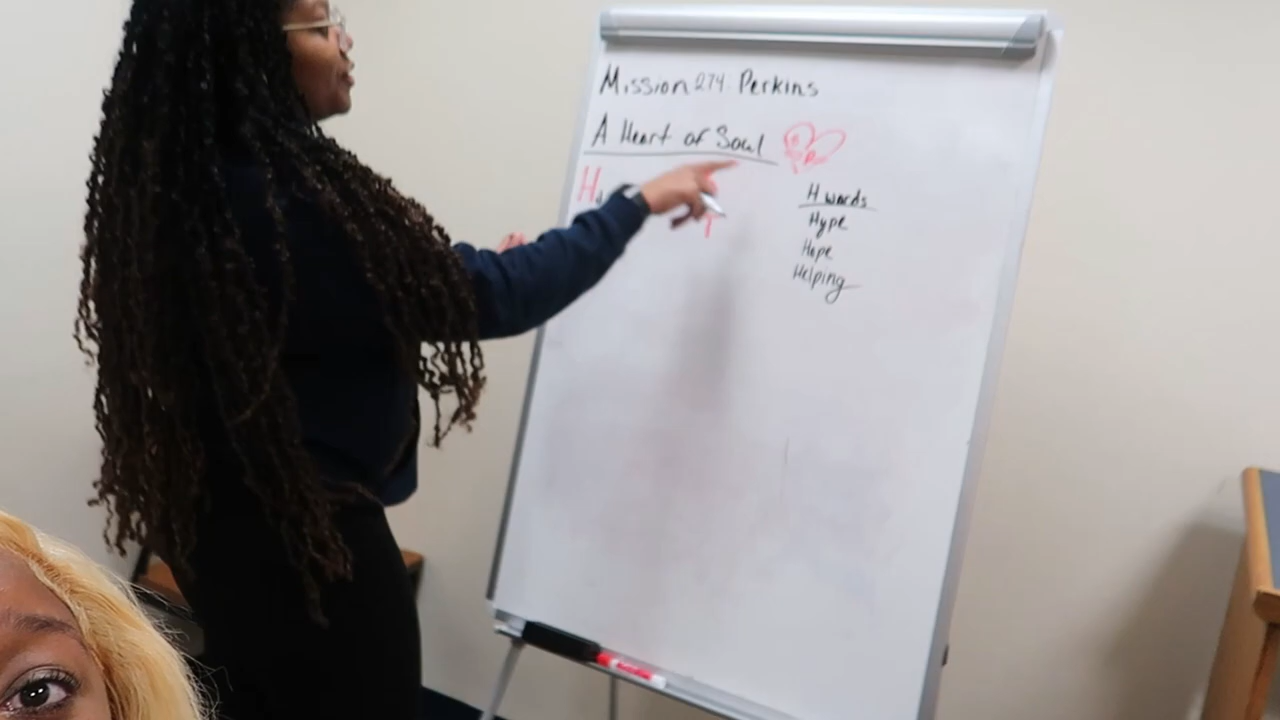 Mission 274 Perkins
A Heart of Soul
H
H words
Hype
Hope
Helping